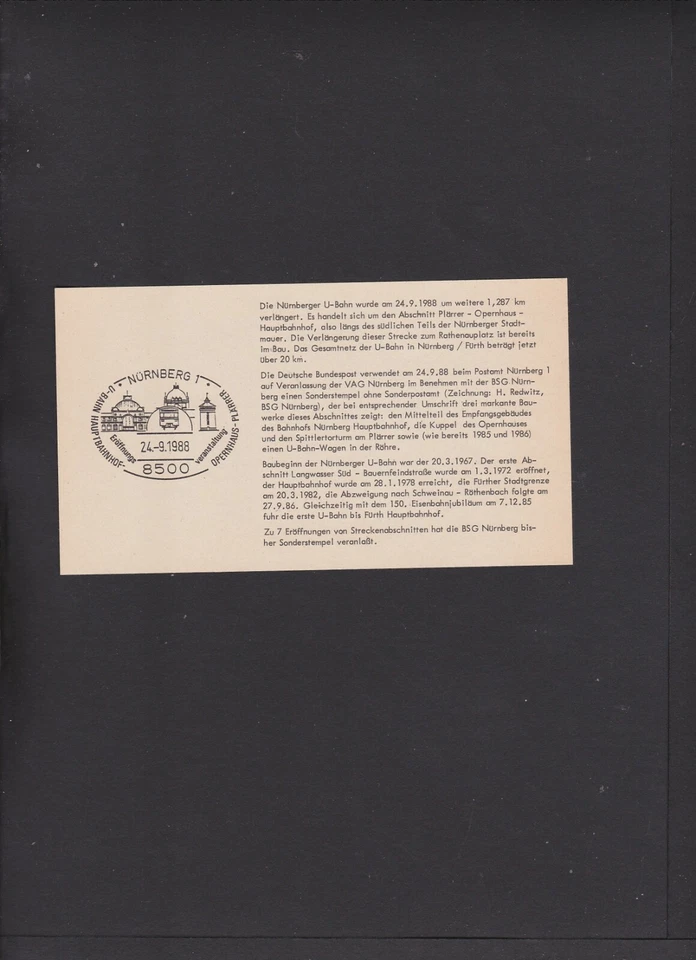 NÜRNBERG 1
U-BAHN HAUPTBAHNHOF-
OPERNHAUS-PLÄRRER
Eröffnungs
veranstaltung
24.-9.1988
8500
Die Nürnberger U-Bahn wurde am 24.9.1988 um weitere 1,287 km
verlängert. Es handelt sich um den Abschnitt Plärrer - Opernhaus -
Hauptbahnhof, also längs des südlichen Teils der Nürnberger Stadt-
mauer. Die Verlängerung dieser Strecke zum Rathenauplatz ist bereits
im Bau. Das Gesamtnetz der U-Bahn in Nürnberg / Fürth beträgt jetzt
über 20 km.
Die Deutsche Bundespost verwendet am 24.9.88 beim Postamt Nürnberg 1
auf Veranlassung der VAG Nürnberg im Benehmen mit der BSG Nürn-
berg einen Sonderstempel ohne Sonderpostamt (Zeichnung: H. Redwitz,
BSG Nürnberg), der bei entsprechender Umschrift drei markante Bau-
werke dieses Abschnittes zeigt: den Mittelteil des Empfangsgebäudes
des Bahnhofs Nürnberg Hauptbahnhof, die Kuppel des Opernhauses
und den Spittlertorturm am Plärrer sowie (wie bereits 1985 und 1986)
einen U-Bahn-Wagen in der Röhre.
Baubeginn der Nürnberger U-Bahn war der 20.3.1967. Der erste Ab-
schnitt Langwasser Süd - Bauernfeindstraße wurde am 1.3.1972 eröffnet,
der Hauptbahnhof wurde am 28.1.1978 erreicht, die Fürther Stadtgrenze
am 20.3.1982, die Abzweigung nach Schweinau - Röthenbach folgte am
27.9.86. Gleichzeitig mit dem 150. Eisenbahnjubiläum am 7.12.85
fuhr die erste U-Bahn bis Fürth Hauptbahnhof.
Zu 7 Eröffnungen von Streckenabschnitten hat die BSG Nürnberg bis-
her Sonderstempel veranlaßt.